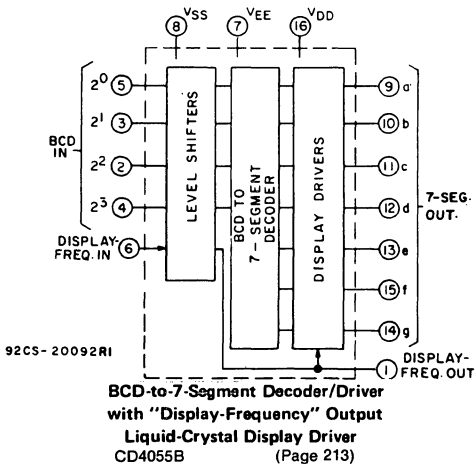 VSS VEE VDD
8 7 16
2⁰ 5
2¹ 3
2² 2
2³ 4
BCD
IN
DISPLAY-
FREQ. IN 6
LEVEL SHIFTERS
BCD TO
7-SEGMENT
DECODER
DISPLAY DRIVERS
9 a
10 b
11 c
12 d
13 e
15 f
14 g
7-SEG.
OUT.
1 DISPLAY-
FREQ. OUT
92CS-20092R1
BCD-to-7-Segment Decoder/Driver
with "Display-Frequency" Output
Liquid-Crystal Display Driver
CD4055B (Page 213)